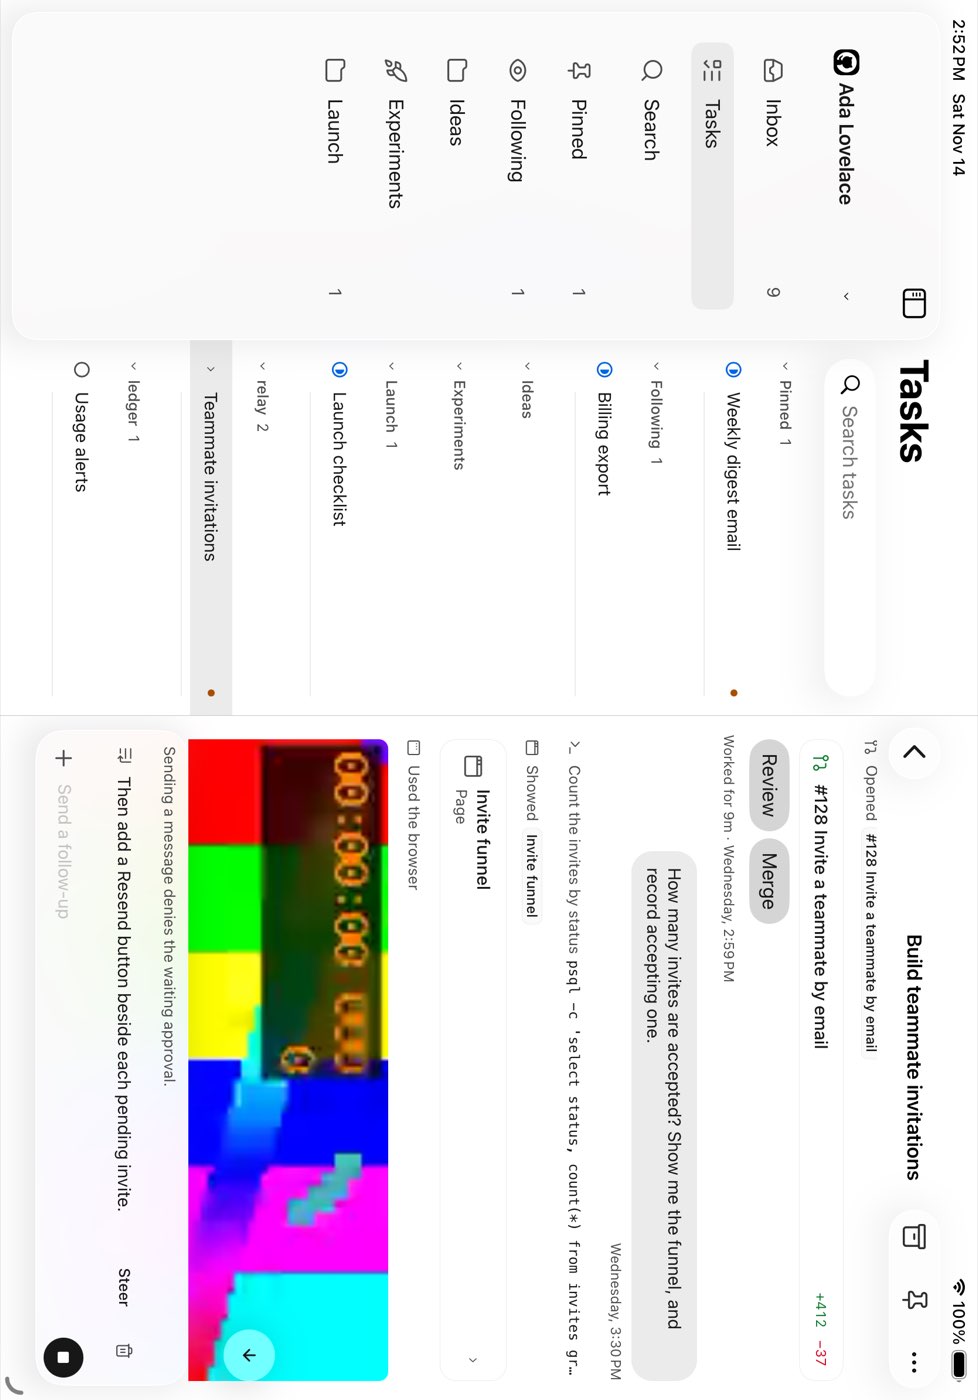 2:52 PM Sat Nov 14
100%
Ada Lovelace
Inbox 9
Tasks
Search
Pinned 1
Following 1
Ideas
Experiments
Launch 1
Tasks
Search tasks
Pinned 1
Weekly digest email
Following 1
Billing export
Ideas
Experiments
Launch 1
Launch checklist
relay 2
Teammate invitations
ledger 1
Usage alerts
Build teammate invitations
Opened #128 Invite a teammate by email
#128 Invite a teammate by email +412 −37
Review Merge
Worked for 9m · Wednesday, 2:59 PM
How many invites are accepted? Show me the funnel, and
record accepting one.
Wednesday, 3:30 PM
Count the invites by status psql -c 'select status, count(*) from invites gr…
Showed Invite funnel
Invite funnel
Page
Used the browser
00:00:00
0
Sending a message denies the waiting approval.
Then add a Resend button beside each pending invite. Steer
Send a follow-up